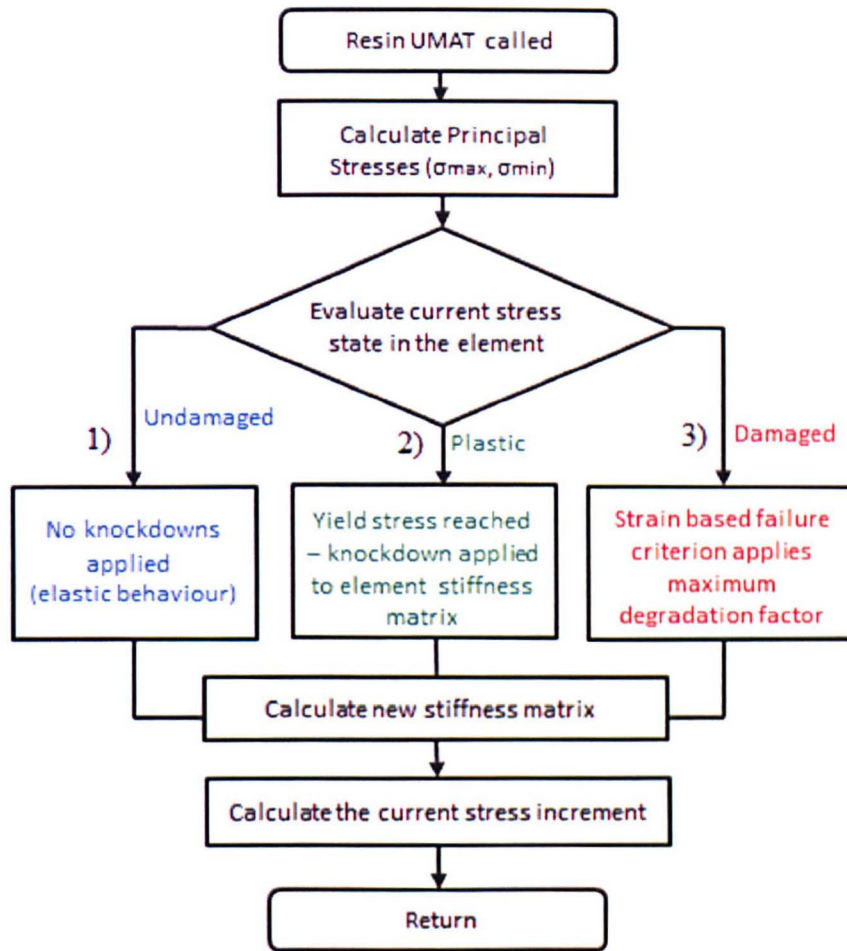 Resin UMAT called
Calculate Principal
Stresses (σmax, σmin)
Evaluate current stress
state in the element
1)
Undamaged
2)
Plastic
3)
Damaged
No knockdowns
applied
(elastic behaviour)
Yield stress reached
– knockdown applied
to element stiffness
matrix
Strain based failure
criterion applies
maximum
degradation factor
Calculate new stiffness matrix
Calculate the current stress increment
Return